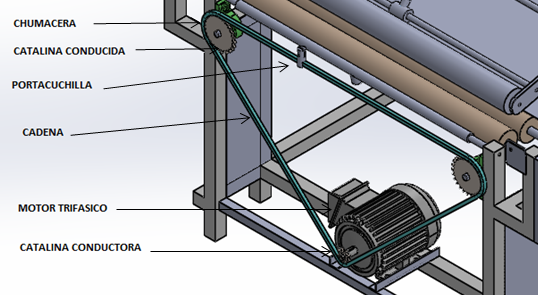 CHUMACERA
CATALINA CONDUCIDA
PORTACUCHILLA
CADENA
MOTOR TRIFASICO
CATALINA CONDUCTORA